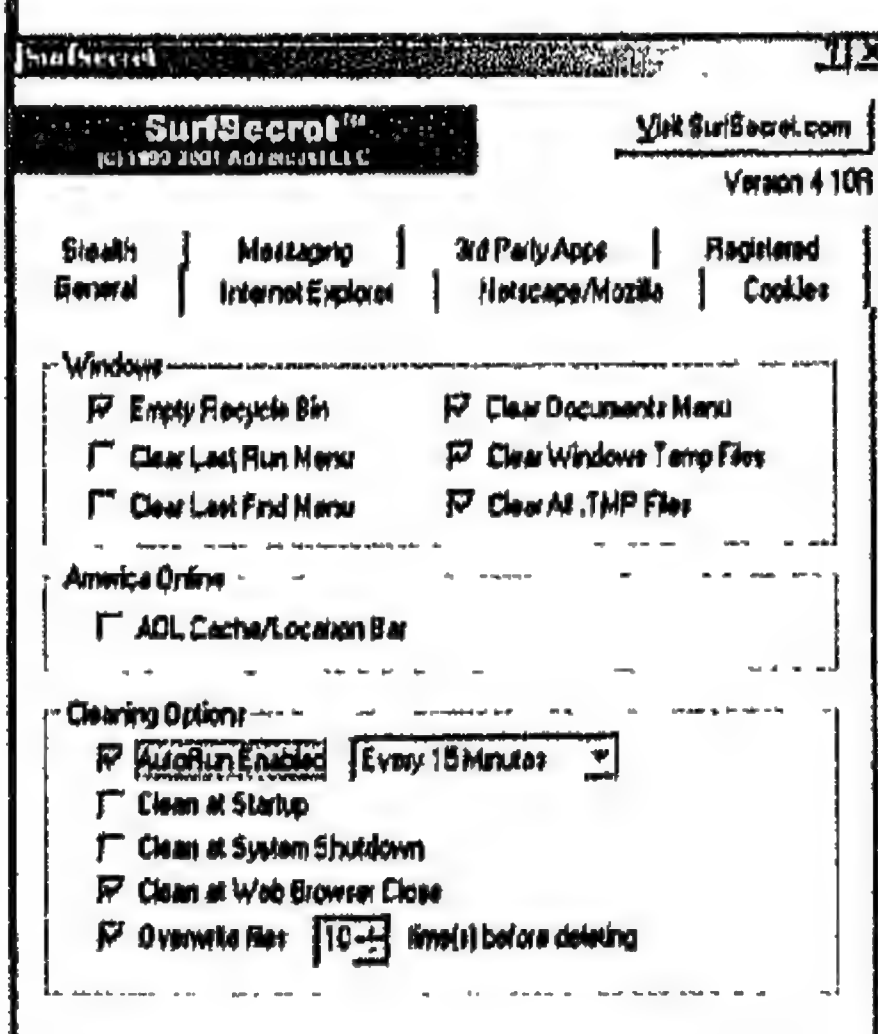 SurfSecret
SurfSecret™
Visit SurfSecret.com
(c) 1999 2001 LLC
Version 4 10R
Stealth Messaging 3rd Party Apps Registered
General Internet Explorer Netscape/Mozilla Cookies
Windows
Empty Recycle Bin
Clear Documents Menu
Clear Last Run Menu
Clear Windows Temp Files
Clear Last Find Menu
Clear All .TMP Files
America Online
AOL Cache/Location Bar
Cleaning Options
AutoRun Enabled Every 15 Minutes
Clean at Startup
Clean at System Shutdown
Clean at Web Browser Close
Overwrite files 10 time(s) before deleting